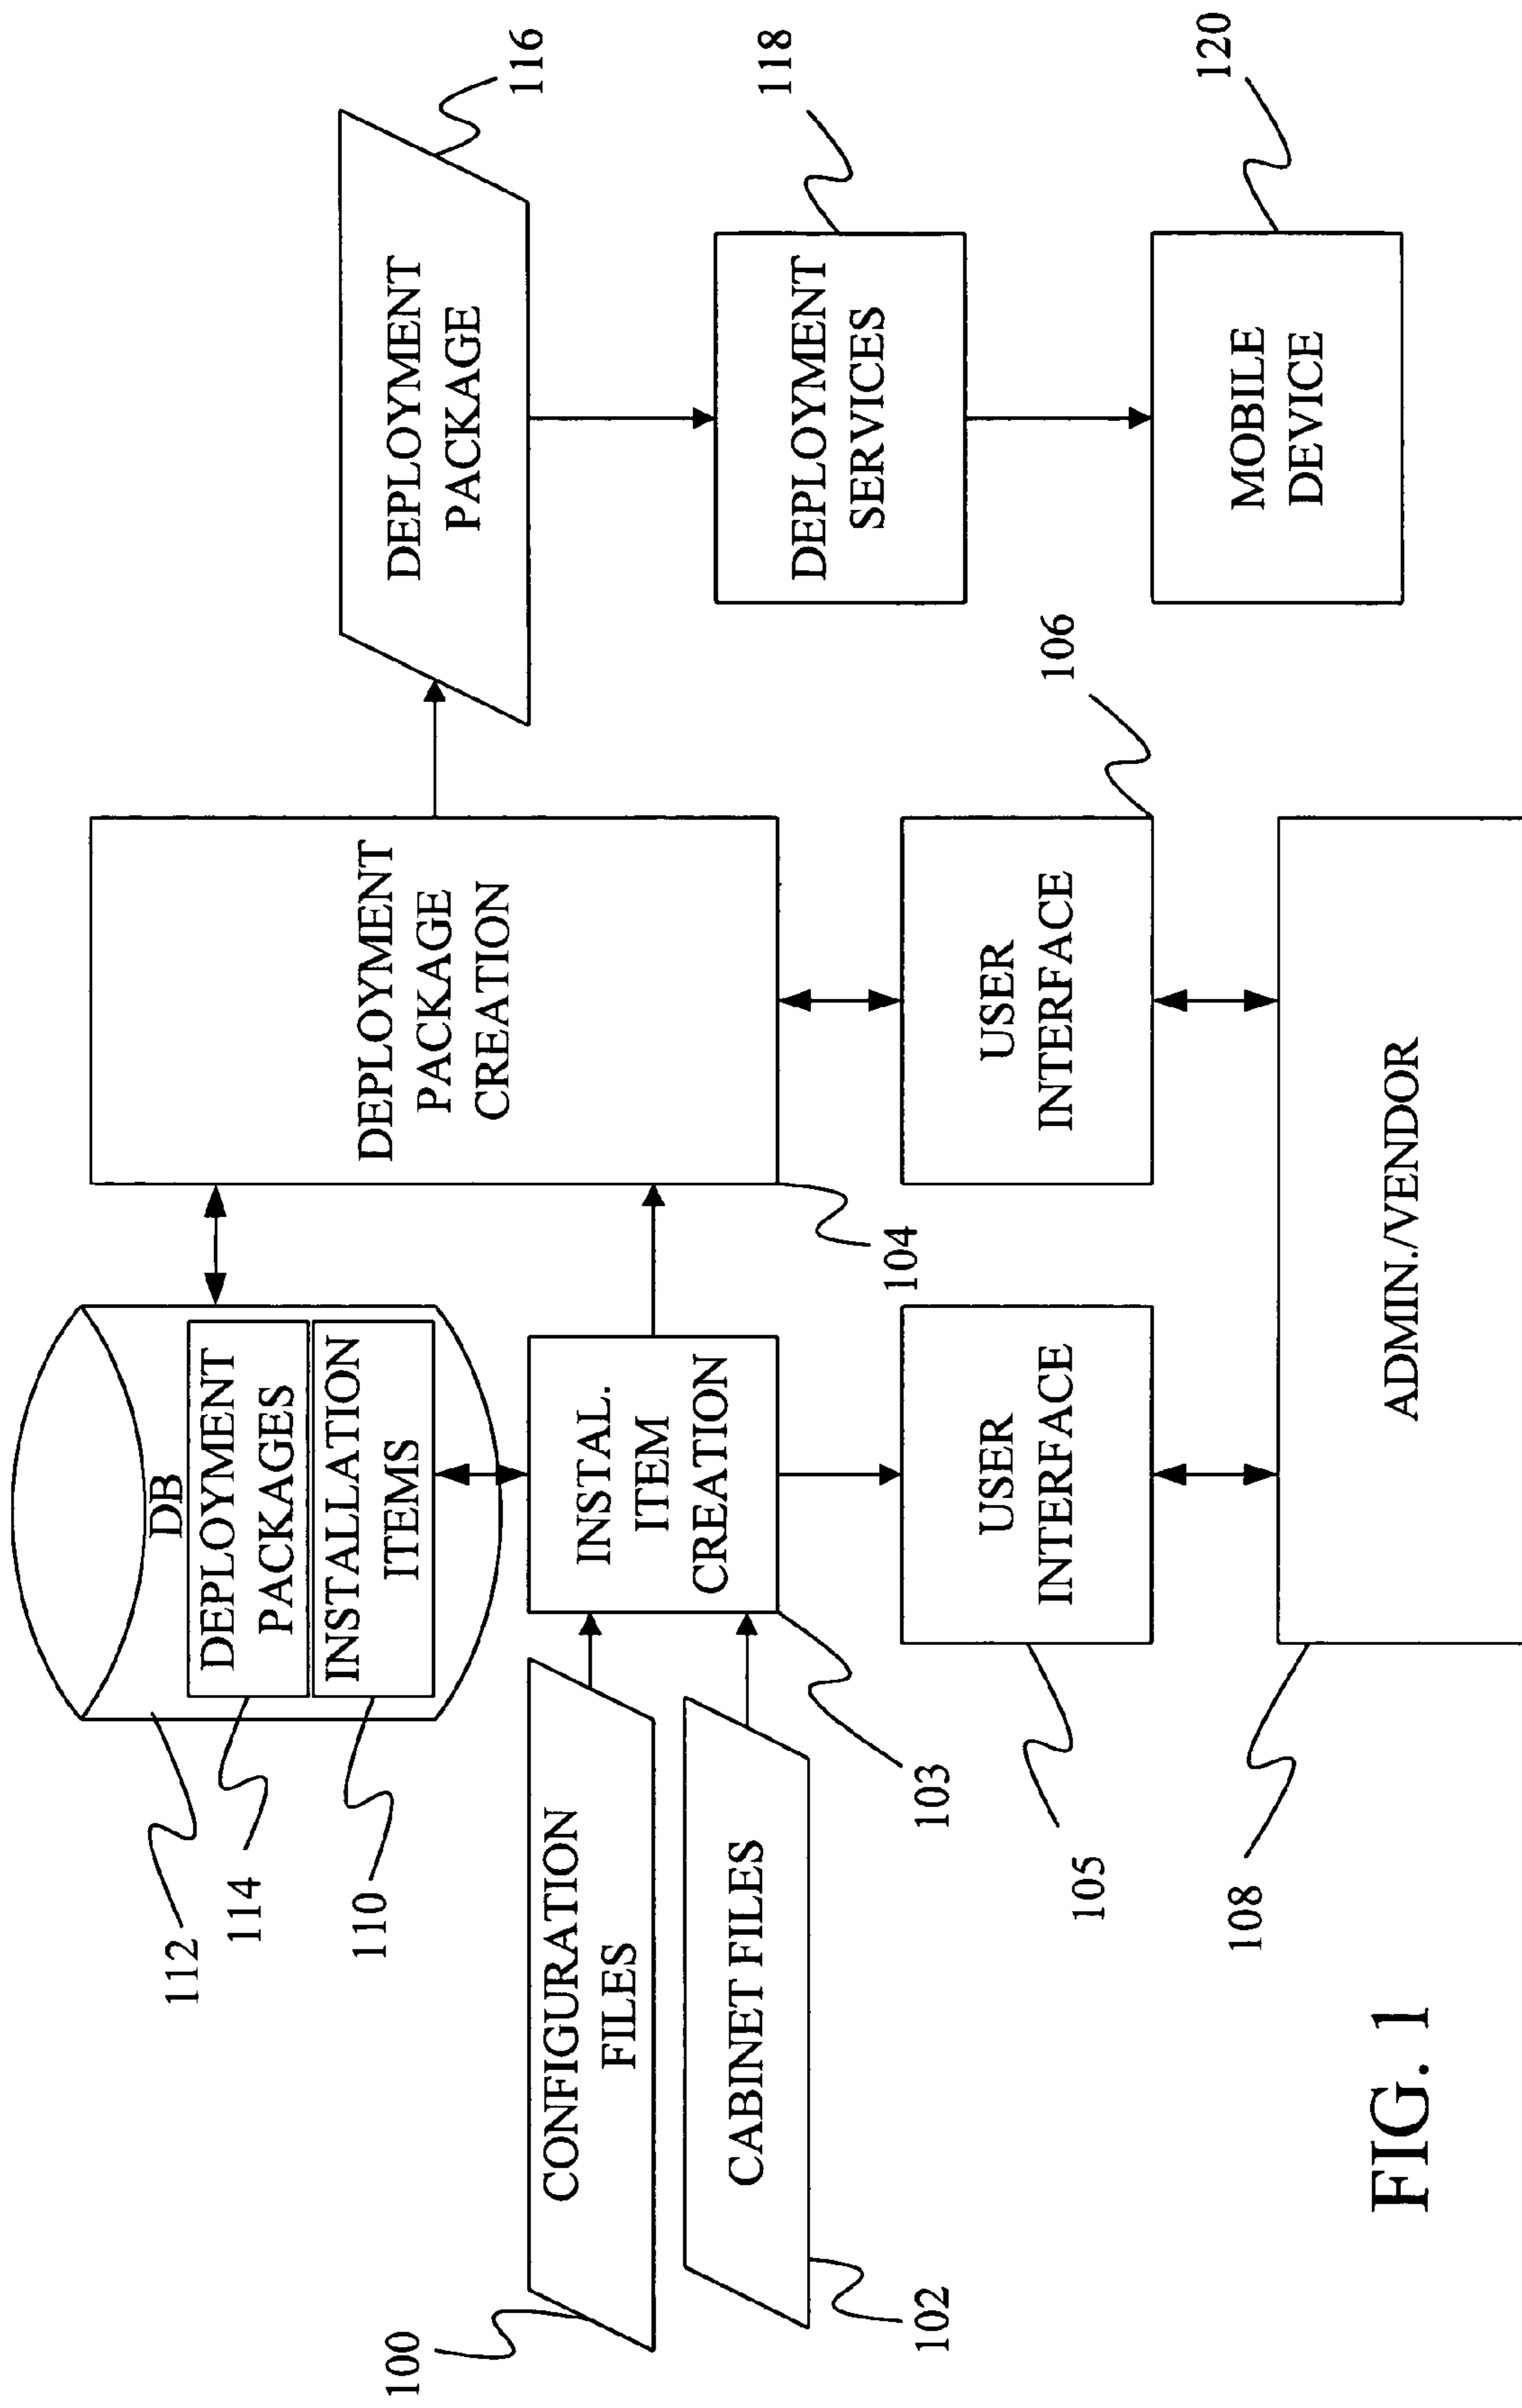 112
114
110
DB
DEPLOYMENT
PACKAGES
INSTALLATION
ITEMS
DEPLOYMENT
PACKAGE
CREATION
DEPLOYMENT
PACKAGE
116
100
CONFIGURATION
FILES
CABINET FILES
102
INSTAL.
ITEM
CREATION
103
104
DEPLOYMENT
SERVICES
118
105
USER
INTERFACE
USER
INTERFACE
106
108
ADMIN./VENDOR
MOBILE
DEVICE
120
FIG. 1